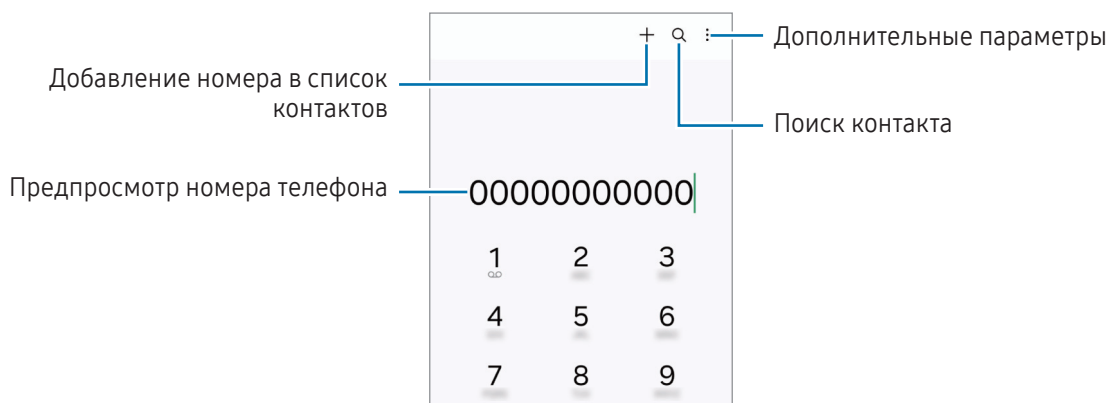 Дополнительные параметры
Добавление номера в список
контактов
Поиск контакта
Предпросмотр номера телефона
00000000000
1 2 3
4 5 6
7 8 9